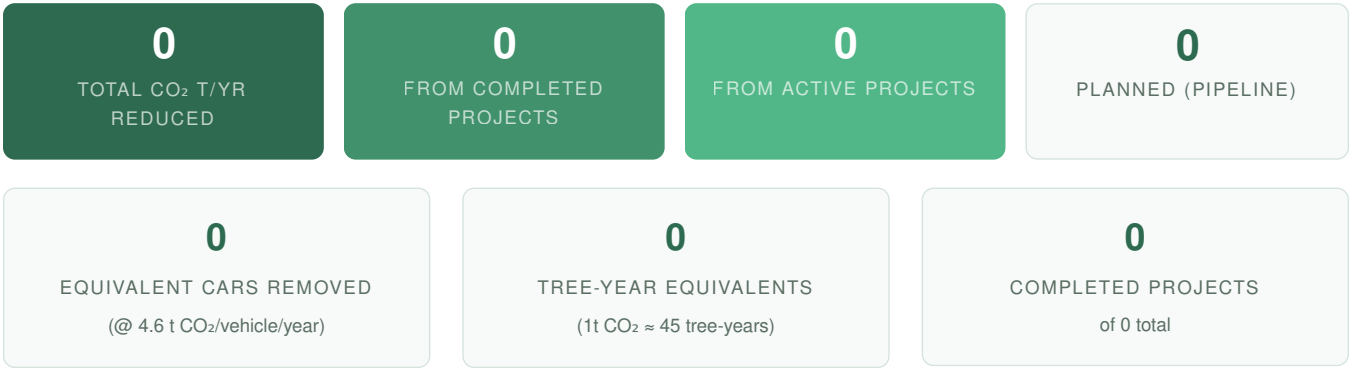 0
TOTAL CO₂ T/YR
REDUCED
0
FROM COMPLETED
PROJECTS
0
FROM ACTIVE PROJECTS
0
PLANNED (PIPELINE)
0
EQUIVALENT CARS REMOVED
(@ 4.6 t CO₂/vehicle/year)
0
TREE-YEAR EQUIVALENTS
(1t CO₂ ≈ 45 tree-years)
0
COMPLETED PROJECTS
of 0 total